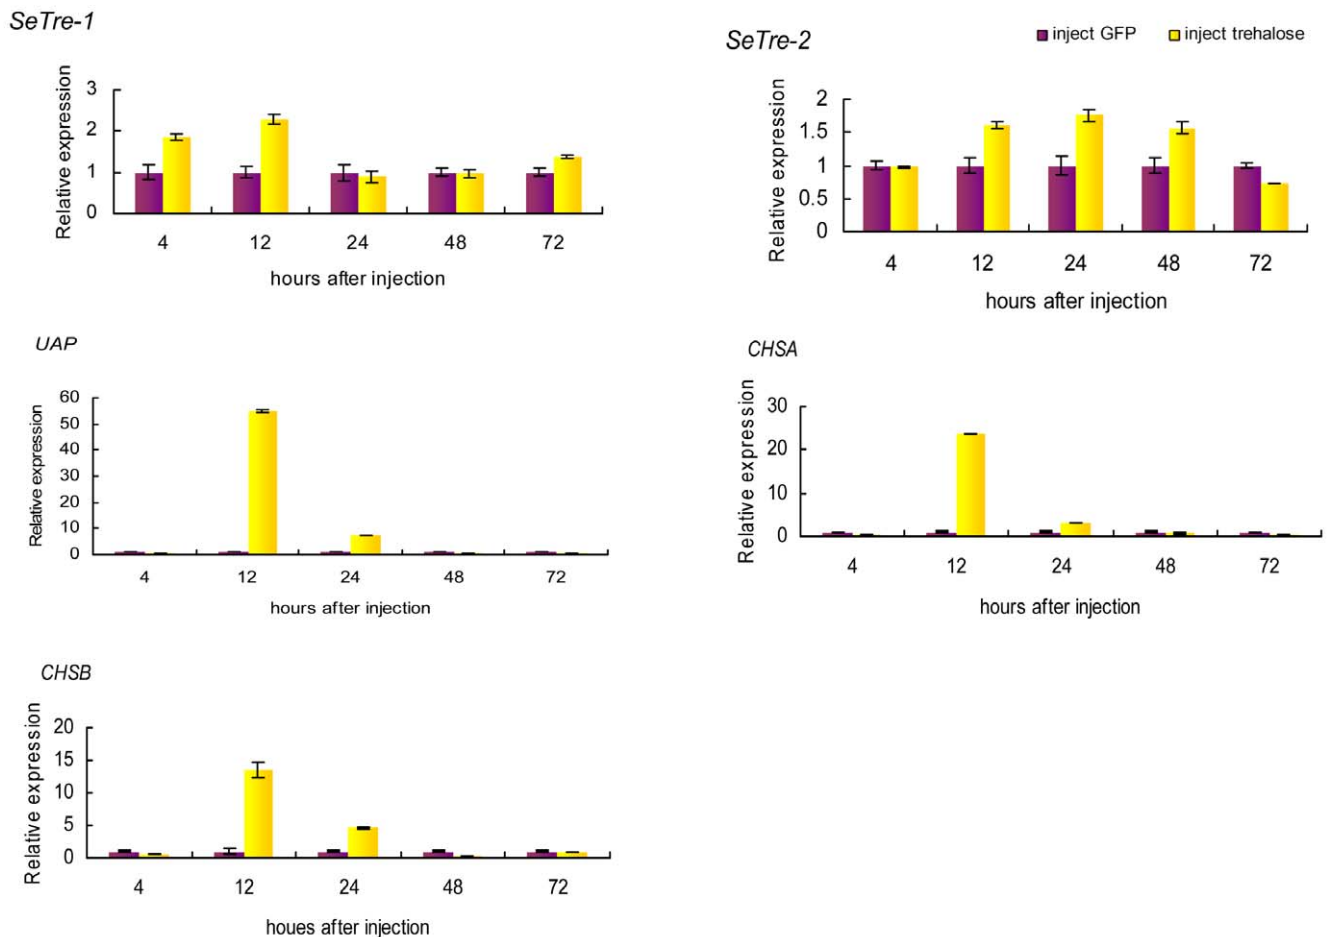 SeTre-1
Relative expression
3
2
1
0
4 12 24 48 72
hours after injection
SeTre-2
inject GFP inject trehalose
Relative expression
2
1.5
1
0.5
0
4 12 24 48 72
hours after injection
UAP
Relative expression
60
50
40
30
20
10
0
4 12 24 48 72
hours after injection
CHSA
Relative expression
30
20
10
0
4 12 24 48 72
hours after injection
CHSB
Relative expression
20
15
10
5
0
4 12 24 48 72
houes after injection